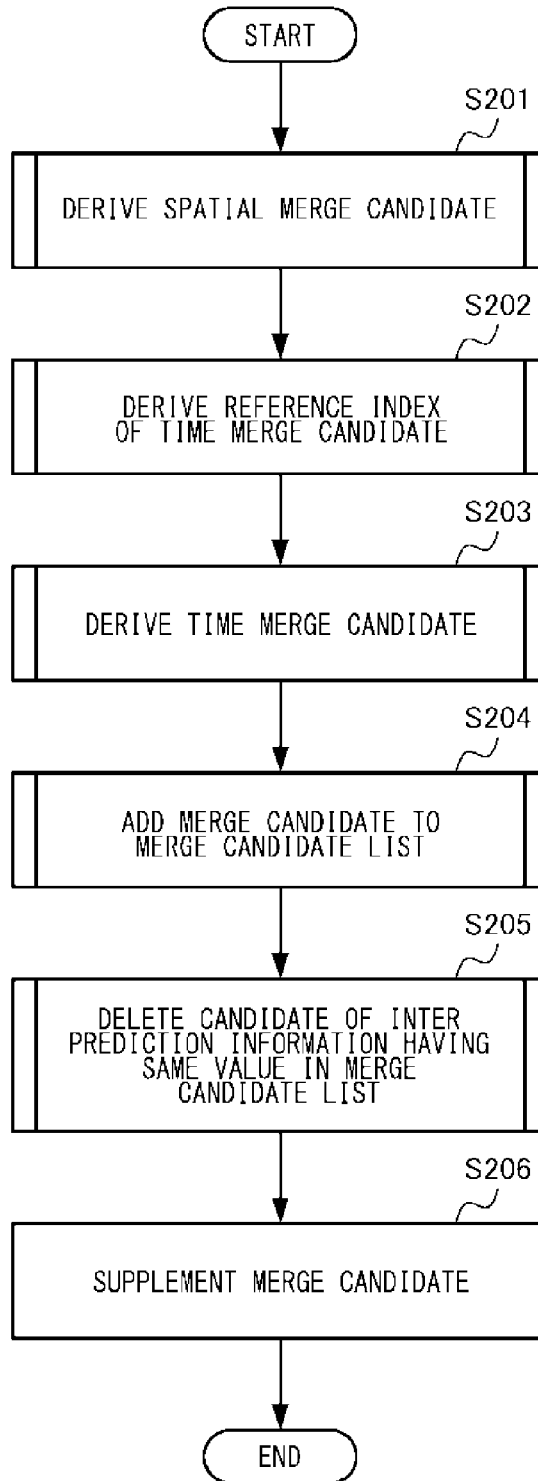 START
S201
DERIVE SPATIAL MERGE CANDIDATE
S202
DERIVE REFERENCE INDEX
OF TIME MERGE CANDIDATE
S203
DERIVE TIME MERGE CANDIDATE
S204
ADD MERGE CANDIDATE TO
MERGE CANDIDATE LIST
S205
DELETE CANDIDATE OF INTER
PREDICTION INFORMATION HAVING
SAME VALUE IN MERGE
CANDIDATE LIST
S206
SUPPLEMENT MERGE CANDIDATE
END